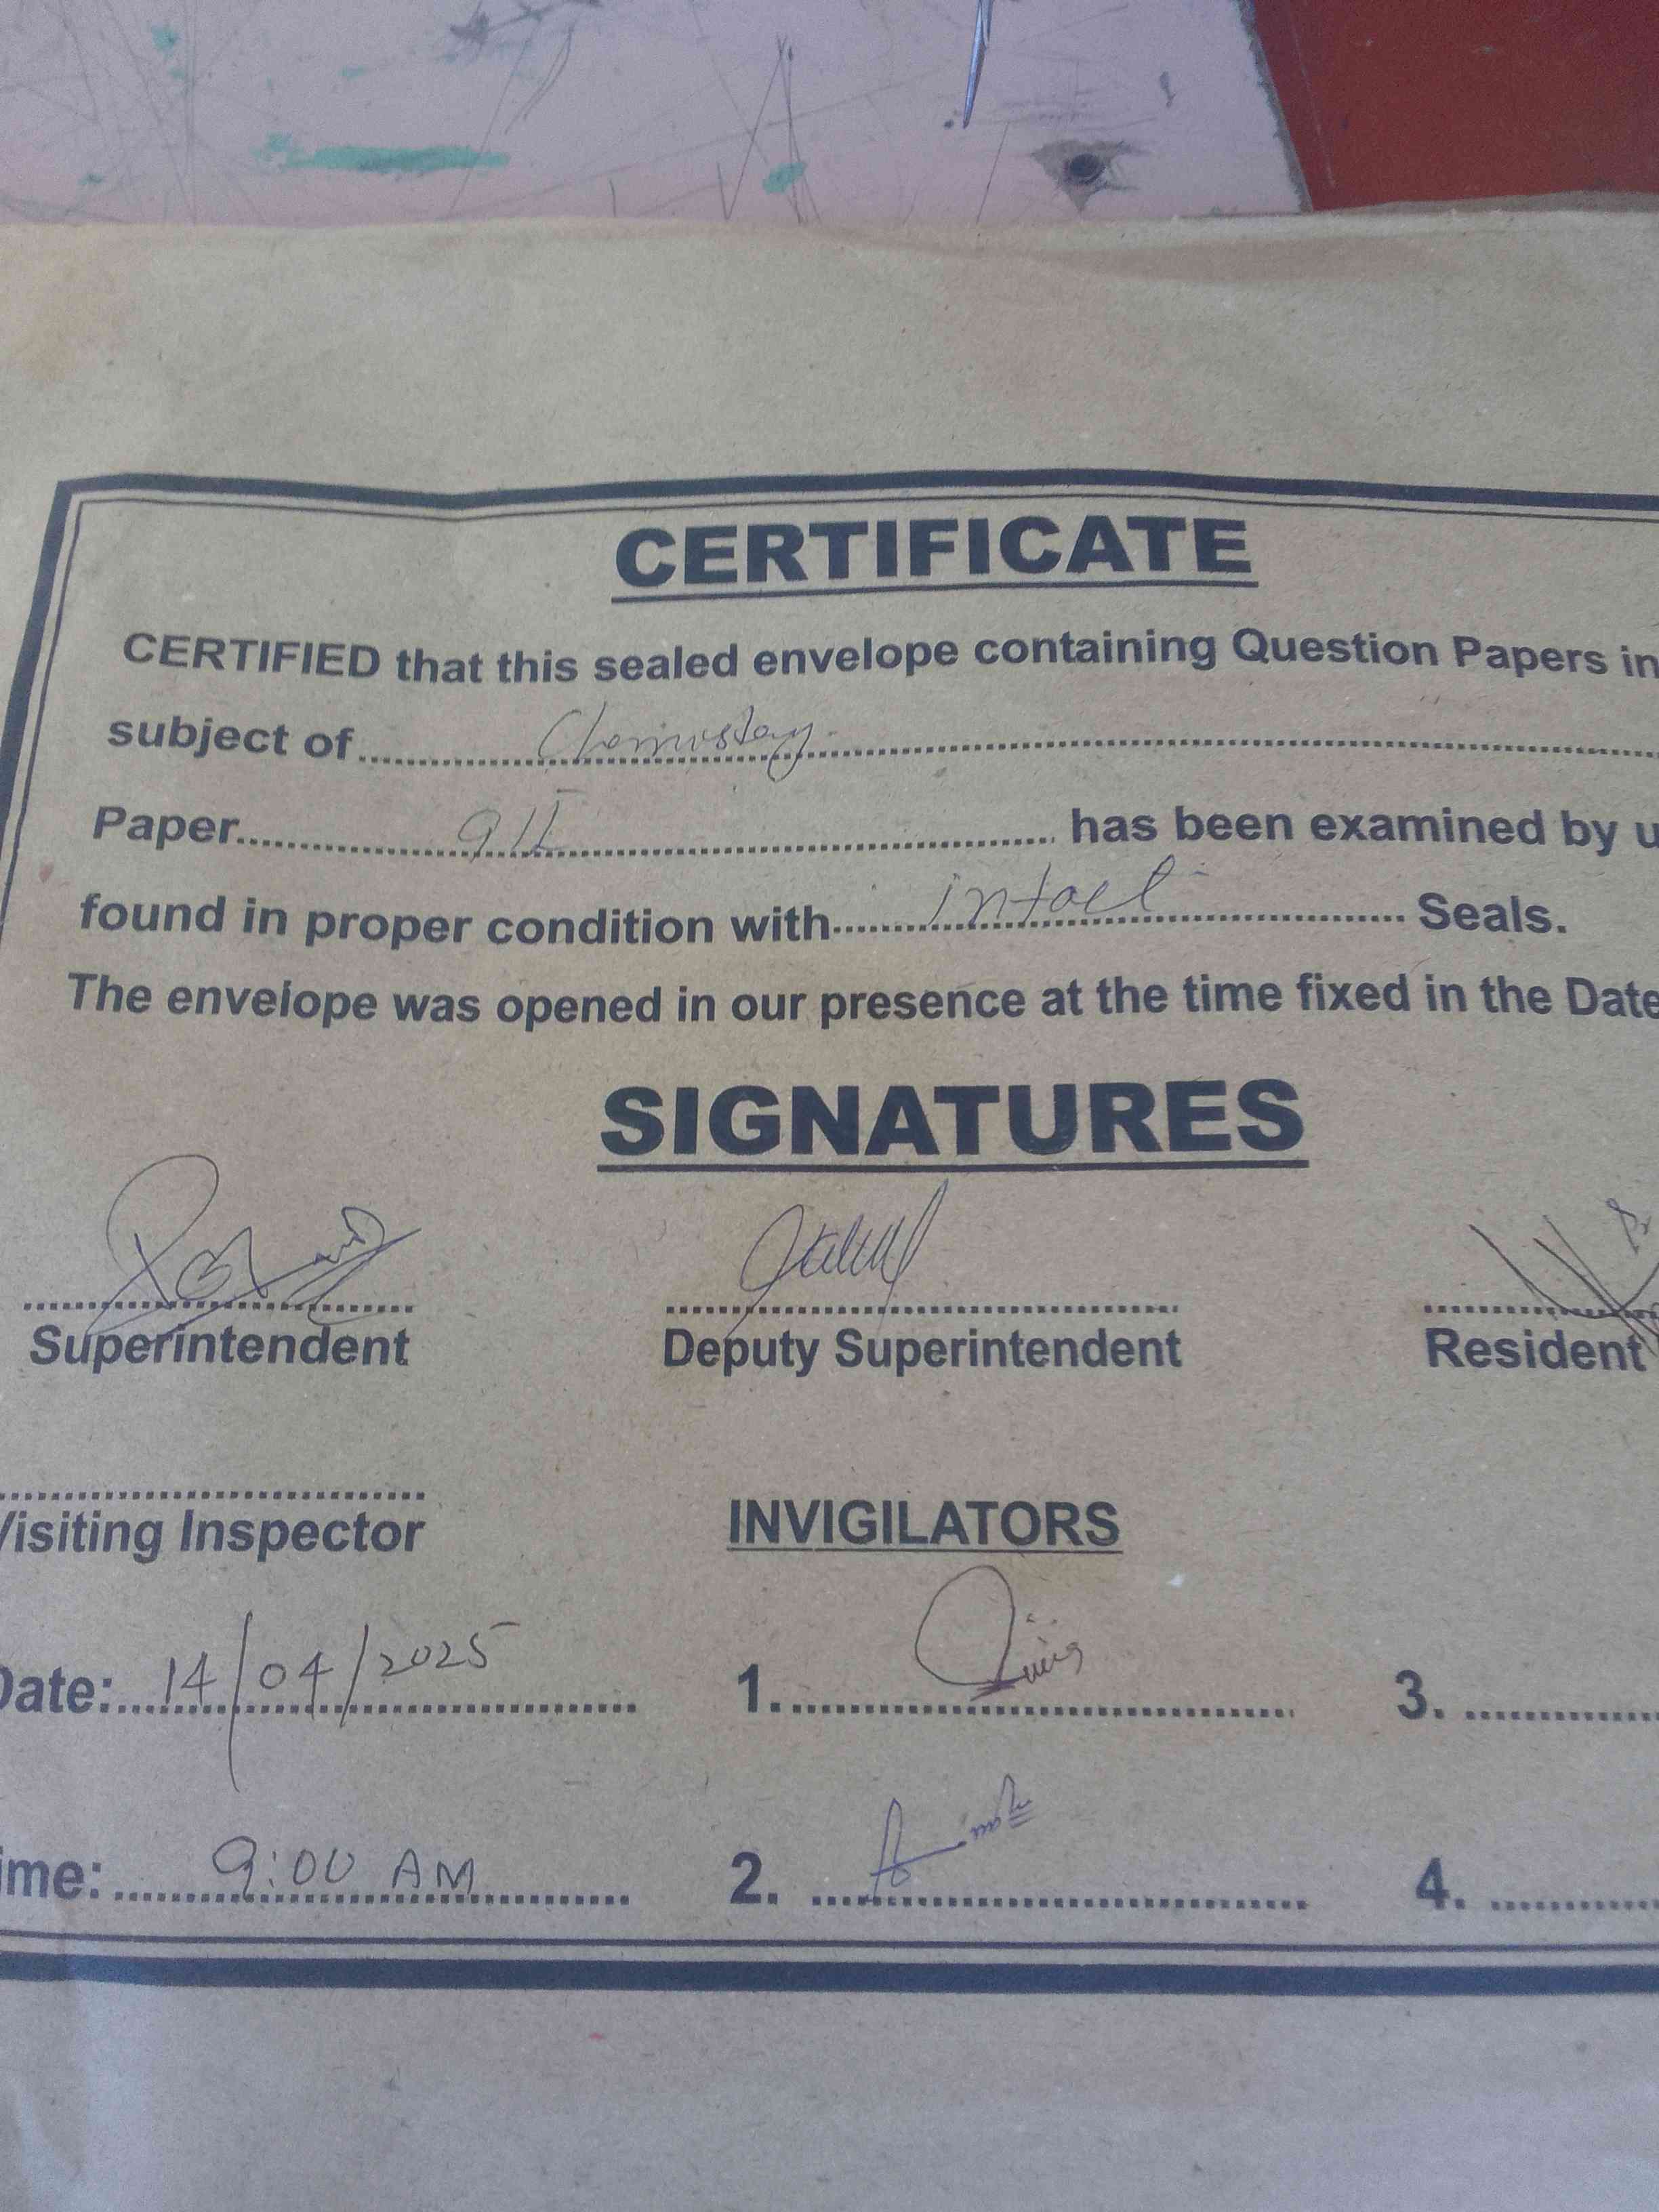 CERTIFICATE
CERTIFIED that this sealed envelope containing Question Papers in
subject of Chemistry
Paper 9II has been examined by u
found in proper condition with intact Seals.
The envelope was opened in our presence at the time fixed in the Date
SIGNATURES
Superintendent Deputy Superintendent Resident
Visiting Inspector INVIGILATORS
Date: 14/04/2025 1. 3.
ime: 9:00 AM 2. 4.